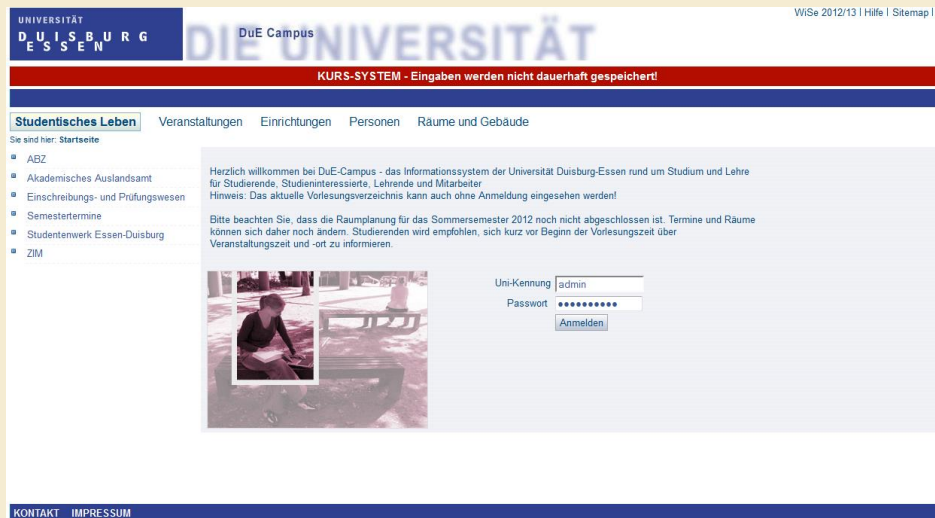 WiSe 2012/13 | Hilfe | Sitemap |
UNIVERSITÄT
DUISBURG
ESSEN
DuE Campus
DIE UNIVERSITÄT
KURS-SYSTEM - Eingaben werden nicht dauerhaft gespeichert!
Studentisches Leben Veranstaltungen Einrichtungen Personen Räume und Gebäude
Sie sind hier: Startseite
ABZ
Akademisches Auslandsamt
Einschreibungs- und Prüfungswesen
Semestertermine
Studentenwerk Essen-Duisburg
ZIM
Herzlich willkommen bei DuE-Campus - das Informationssystem der Universität Duisburg-Essen rund um Studium und Lehre
für Studierende, Studieninteressierte, Lehrende und Mitarbeiter
Hinweis: Das aktuelle Vorlesungsverzeichnis kann auch ohne Anmeldung eingesehen werden!
Bitte beachten Sie, dass die Raumplanung für das Sommersemester 2012 noch nicht abgeschlossen ist. Termine und Räume
können sich daher noch ändern. Studierenden wird empfohlen, sich kurz vor Beginn der Vorlesungszeit über
Veranstaltungszeit und -ort zu informieren.
Uni-Kennung admin
Passwort ●●●●●●●●●●
Anmelden
KONTAKT IMPRESSUM